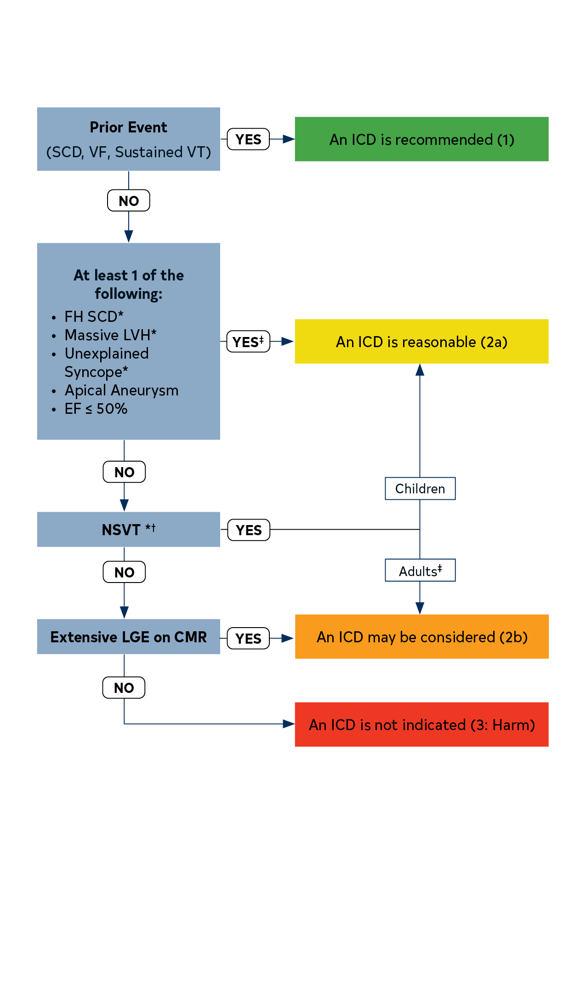 Prior Event
(SCD, VF, Sustained VT)
YES
An ICD is recommended (1)
NO
At least 1 of the
following:
• FH SCD*
• Massive LVH*
• Unexplained
Syncope*
• Apical Aneurysm
• EF ≤ 50%
YES‡
An ICD is reasonable (2a)
NO
Children
NSVT *†
YES
Adults‡
NO
Extensive LGE on CMR
YES
An ICD may be considered (2b)
NO
An ICD is not indicated (3: Harm)